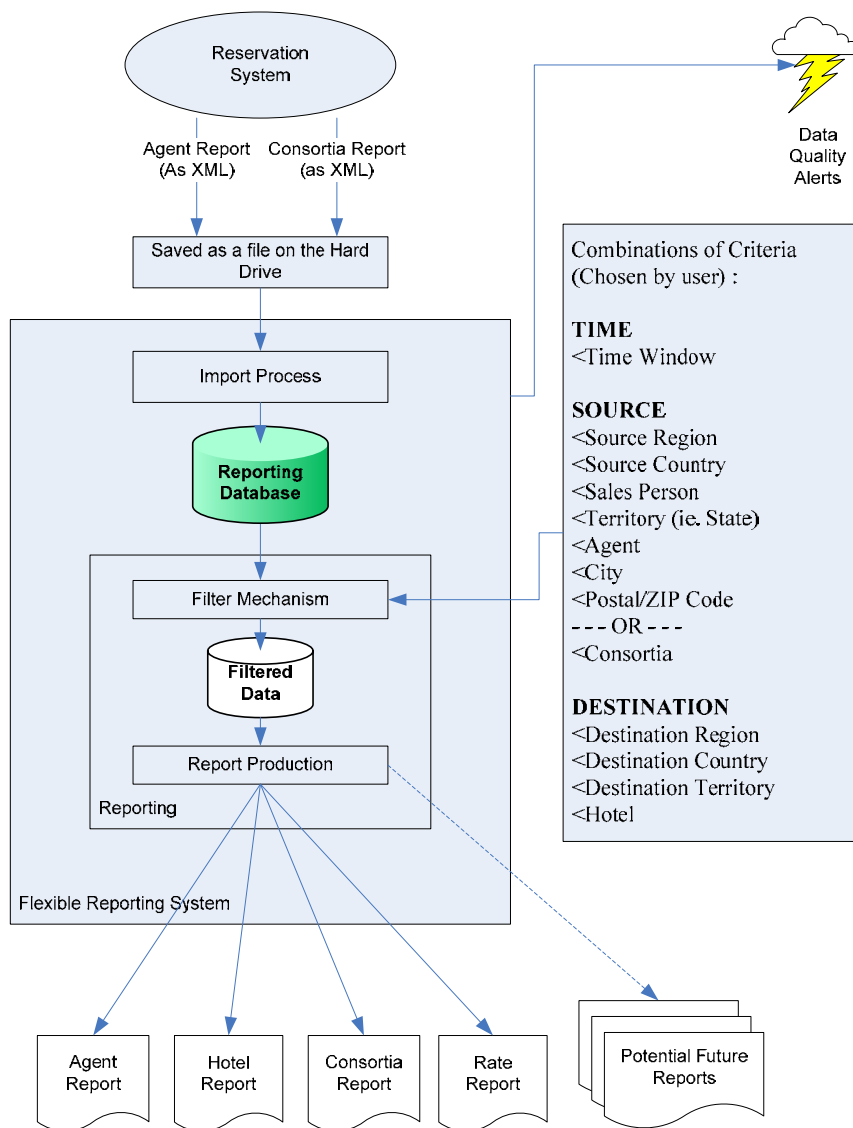 Reservation
System
Agent Report
(As XML)
Consortia Report
(as XML)
Data
Quality
Alerts
Saved as a file on the Hard
Drive
Import Process
Reporting
Database
Filter Mechanism
Filtered
Data
Report Production
Reporting
Flexible Reporting System
Combinations of Criteria
(Chosen by user) :
TIME
<Time Window
SOURCE
<Source Region
<Source Country
<Sales Person
<Territory (ie. State)
<Agent
<City
<Postal/ZIP Code
- - - OR - - -
<Consortia
DESTINATION
<Destination Region
<Destination Country
<Destination Territory
<Hotel
Agent
Report
Hotel
Report
Consortia
Report
Rate
Report
Potential Future
Reports